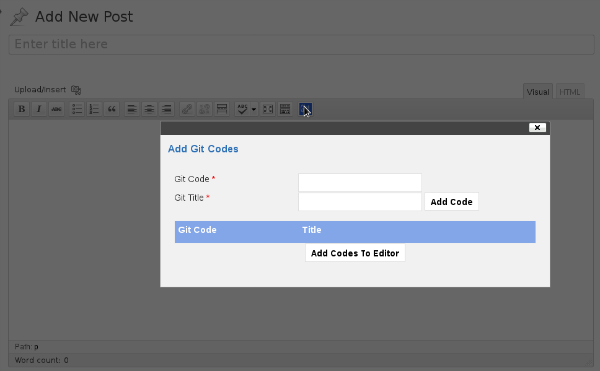 Add New Post
Enter title here
Upload/Insert
Visual HTML
B I ABC ABC
Add Git Codes
Git Code *
Git Title * Add Code
Git Code Title
Add Codes To Editor
Path: p
Word count: 0